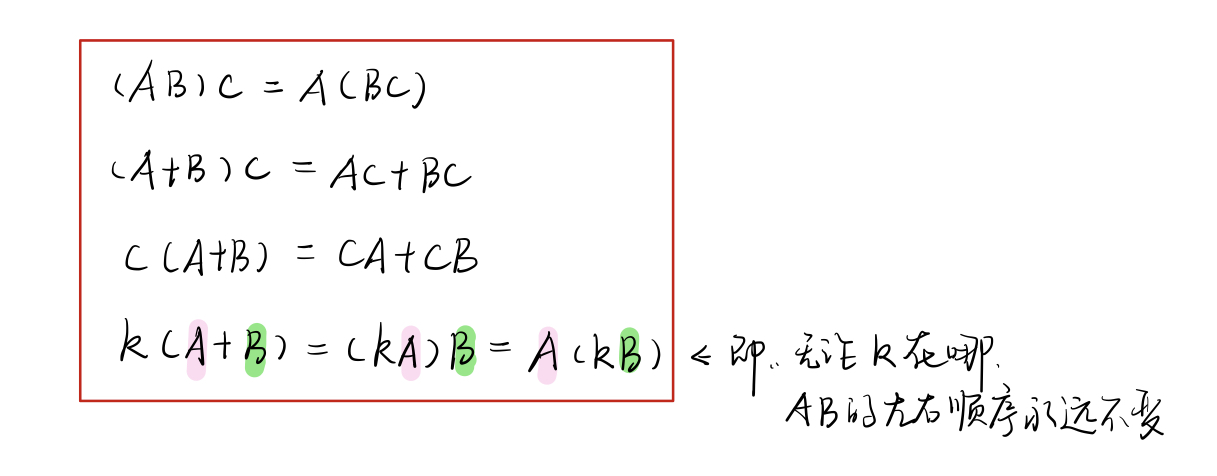 (AB)C = A(BC)
(A+B)C = AC+BC
C(A+B) = CA+CB
k(A+B) = (kA)B = A(kB) ← 即:无论k在哪.
AB的左右顺序永远不变